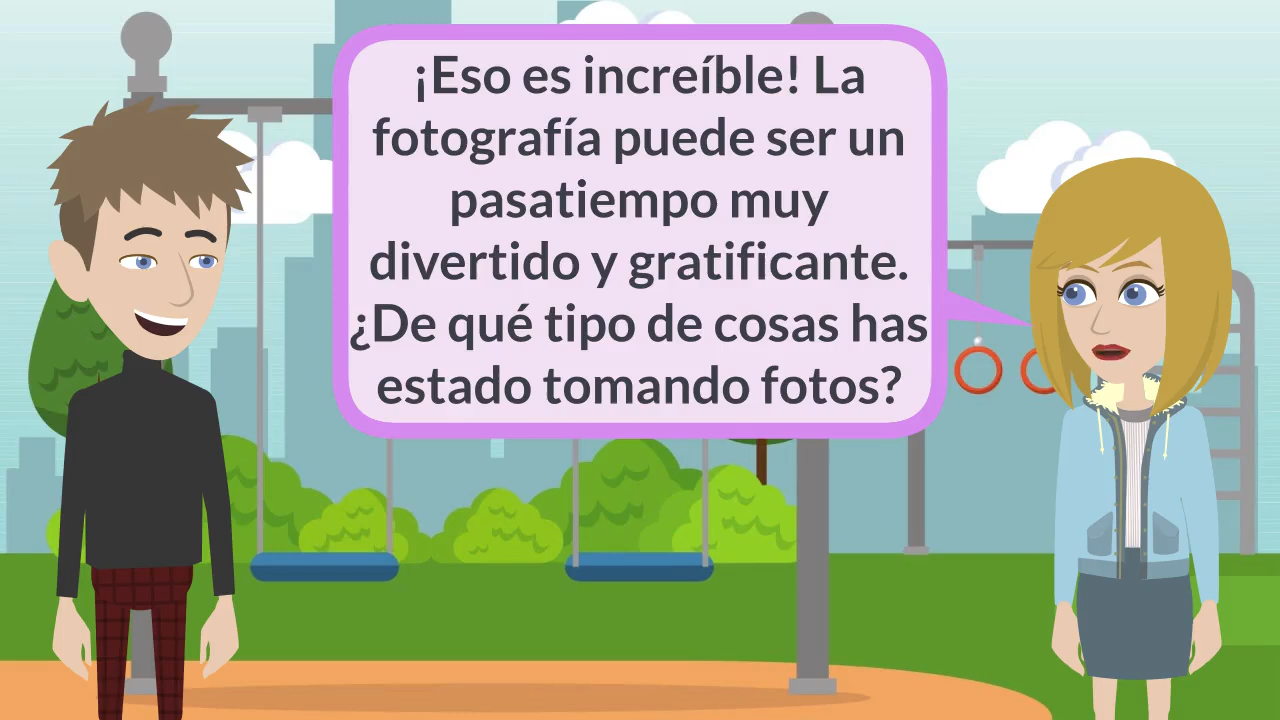 ¡Eso es increíble! La
fotografía puede ser un
pasatiempo muy
divertido y gratificante.
¿De qué tipo de cosas has
estado tomando fotos?